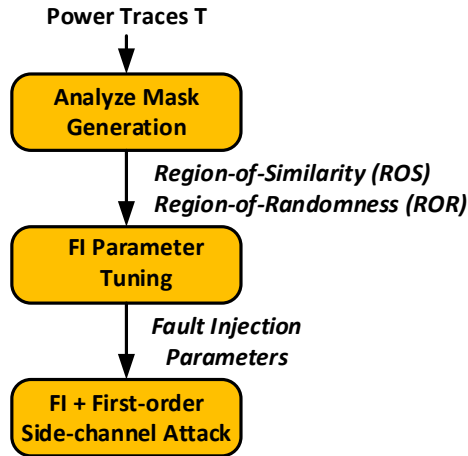 Power Traces T
Analyze Mask
Generation
Region-of-Similarity (ROS)
Region-of-Randomness (ROR)
FI Parameter
Tuning
Fault Injection
Parameters
FI + First-order
Side-channel Attack